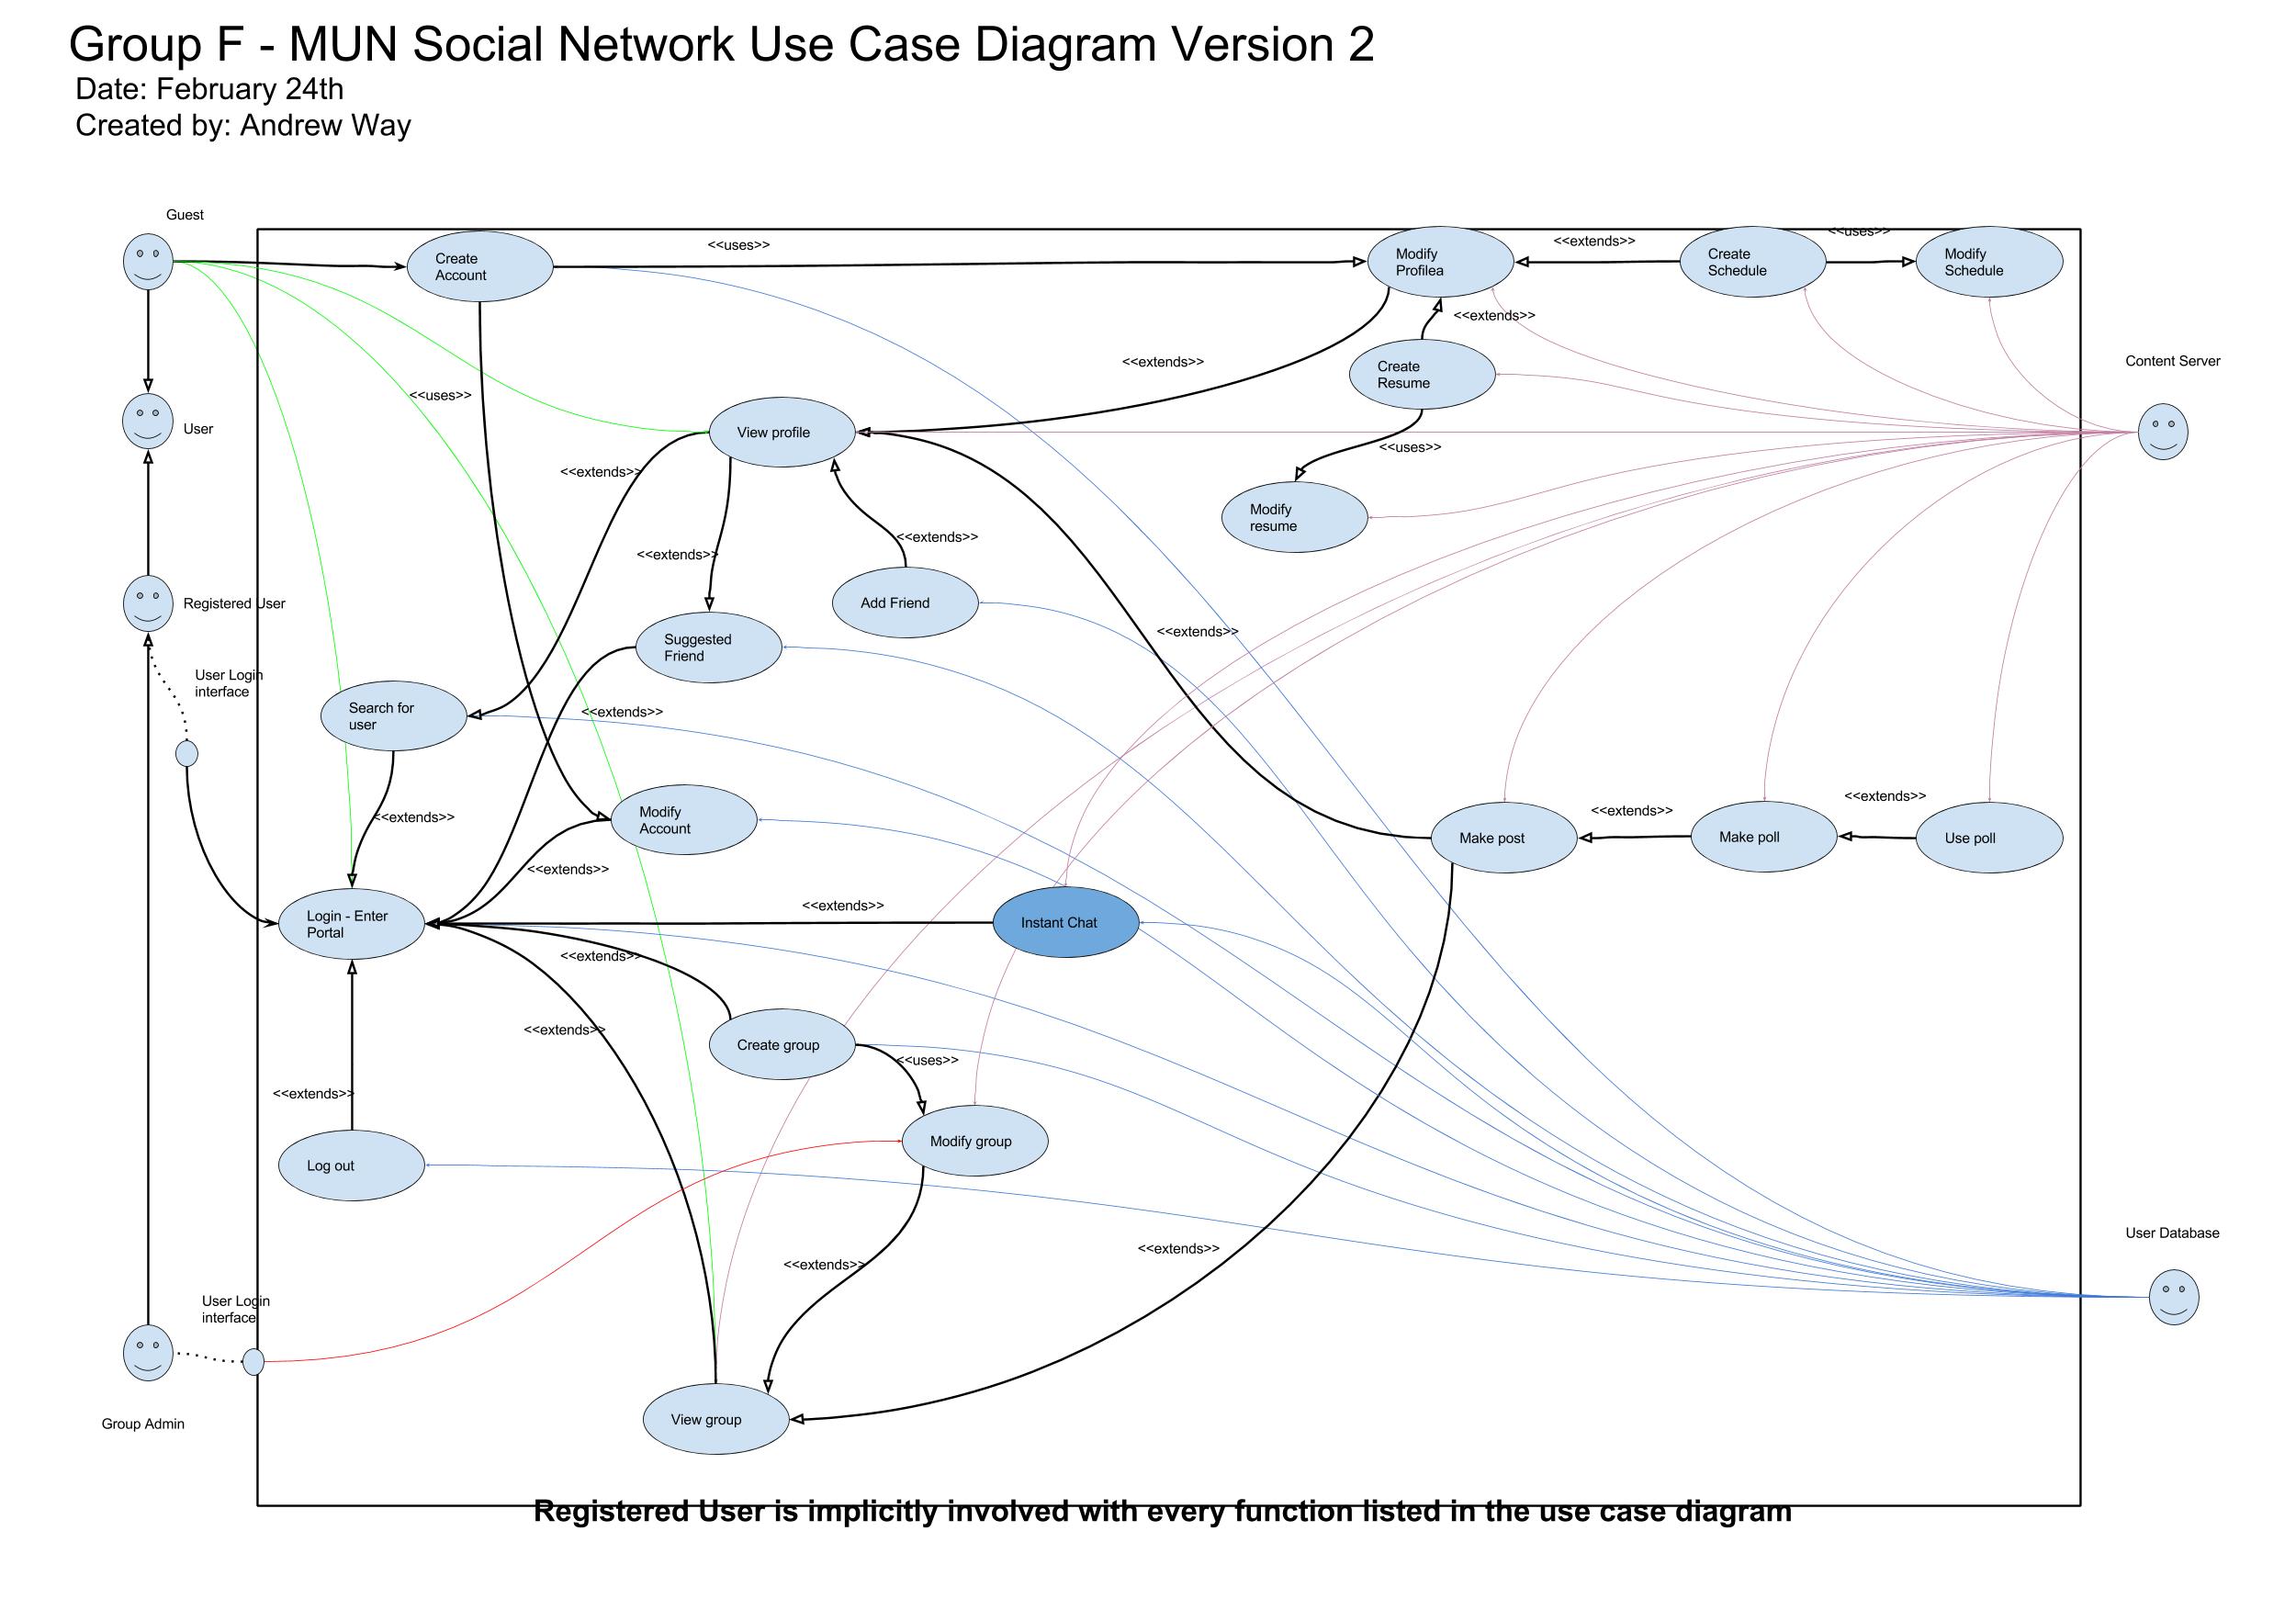 Group F - MUN Social Network Use Case Diagram Version 2
Date: February 24th
Created by: Andrew Way
Guest
<<uses>>
<<extends>>
<<uses>>
Create
Account
Modify
Profilea
Create
Schedule
Modify
Schedule
<<extends>>
Content Server
<<extends>>
Create
Resume
<<uses>>
User
View profile
<<uses>>
<<extends>>
Modify
resume
<<extends>>
<<extends>>
Add Friend
Registered User
<<extends>>
Suggested
Friend
User Login
interface
Search for
user
<<extends>>
<<extends>>
Modify
Account
<<extends>>
<<extends>>
Make post
Make poll
Use poll
<<extends>>
<<extends>>
Login - Enter
Portal
Instant Chat
<<extends>>
<<extends>>
Create group
<<uses>>
<<extends>>
Modify group
Log out
User Database
<<extends>>
<<extends>>
User Login
interface
Group Admin
View group
Registered User is implicitly involved with every function listed in the use case diagram